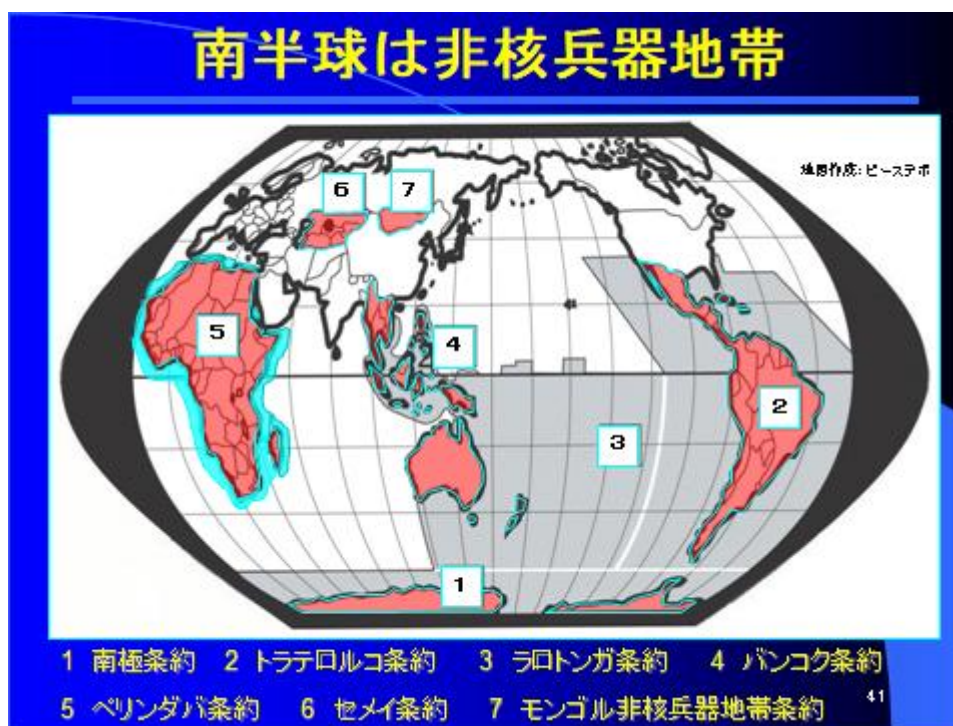 南半球は非核兵器地帯
地図作成：ピースデポ
6
7
5
4
2
3
1
1 南極条約 2 トラテロルコ条約 3 ラロトンガ条約 4 バンコク条約
5 ペリンダバ条約 6 セメイ条約 7 モンゴル非核兵器地帯条約 41